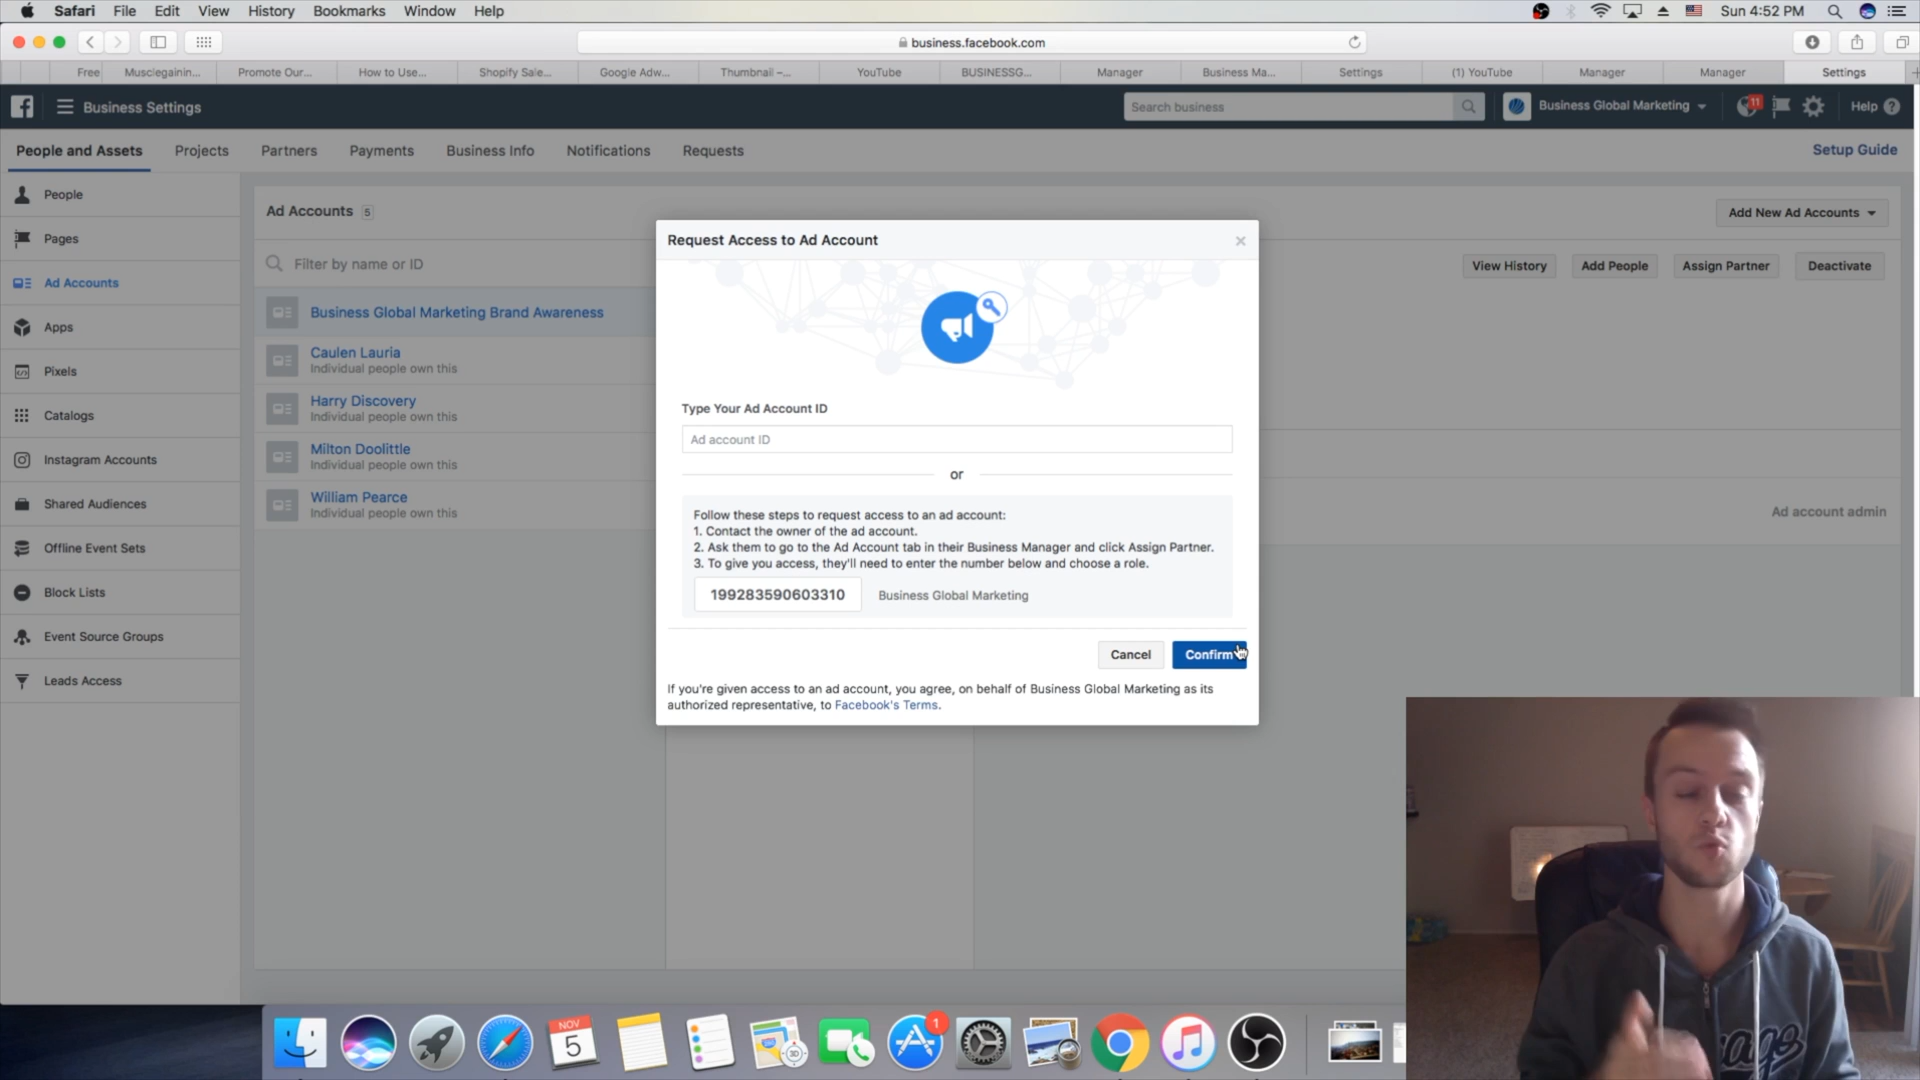 Safari File Edit View History Bookmarks Window Help
Sun 4:52 PM
business.facebook.com
Free
Musclegainin...
Promote Our...
How to Use...
Shopify Sale...
Google Adw...
Thumbnail –...
YouTube
BUSINESSG...
Manager
Business Ma...
Settings
(1) YouTube
Manager
Manager
Settings
Business Settings
Search business
Business Global Marketing
11
Help
People and Assets
Projects
Partners
Payments
Business Info
Notifications
Requests
Setup Guide
People
Pages
Ad Accounts
Apps
Pixels
Catalogs
Instagram Accounts
Shared Audiences
Offline Event Sets
Block Lists
Event Source Groups
Leads Access
Ad Accounts 5
Add New Ad Accounts
Filter by name or ID
View History
Add People
Assign Partner
Deactivate
Business Global Marketing Brand Awareness
Caulen Lauria
Individual people own this
Harry Discovery
Individual people own this
Milton Doolittle
Individual people own this
William Pearce
Individual people own this
Ad account admin
Request Access to Ad Account
Type Your Ad Account ID
Ad account ID
or
Follow these steps to request access to an ad account:
1. Contact the owner of the ad account.
2. Ask them to go to the Ad Account tab in their Business Manager and click Assign Partner.
3. To give you access, they'll need to enter the number below and choose a role.
199283590603310 Business Global Marketing
Cancel
Confirm
If you're given access to an ad account, you agree, on behalf of Business Global Marketing as its
authorized representative, to Facebook's Terms.
NOV
5
3D
1